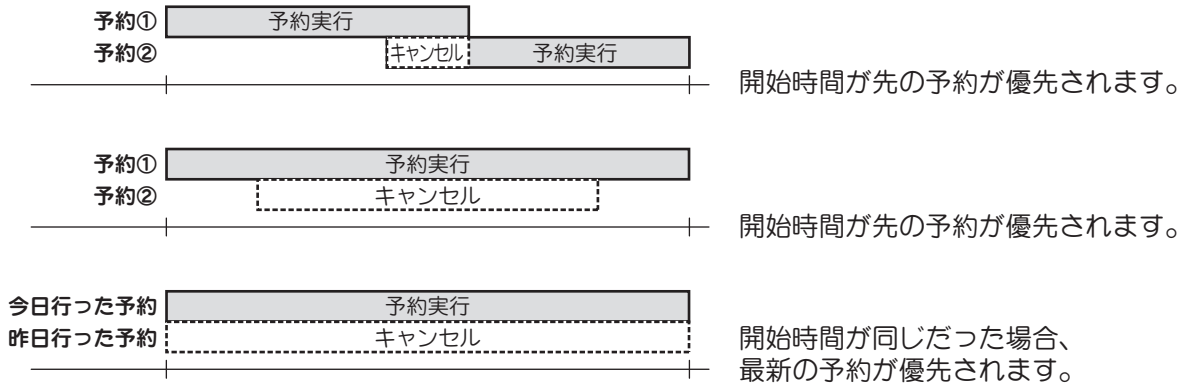 予約① 予約実行
予約② キャンセル 予約実行
開始時間が先の予約が優先されます。
予約① 予約実行
予約② キャンセル
開始時間が先の予約が優先されます。
今日行った予約 予約実行
昨日行った予約 キャンセル
開始時間が同じだった場合、
最新の予約が優先されます。